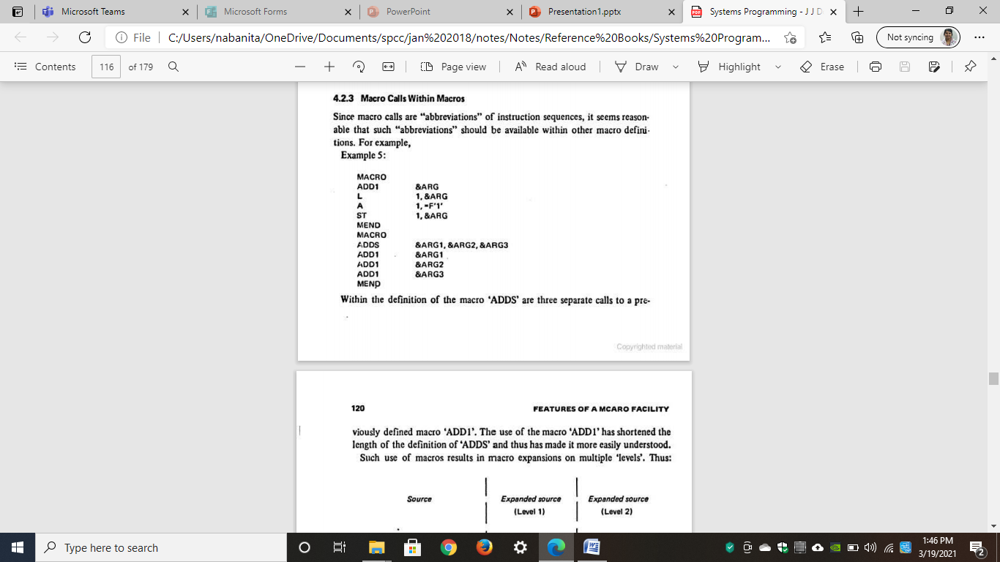 Microsoft Teams
Microsoft Forms
PowerPoint
Presentation1.pptx
Systems Programming - J J D
File
C:/Users/nabanita/OneDrive/Documents/spcc/jan%202018/notes/Notes/Reference%20Books/Systems%20Program...
Not syncing
Contents 116 of 179 Page view Read aloud Draw Highlight Erase
4.2.3 Macro Calls Within Macros
Since macro calls are “abbreviations” of instruction sequences, it seems reason-
able that such “abbreviations” should be available within other macro defini-
tions. For example,
Example 5:
MACRO
ADD1 &ARG
L 1, &ARG
A 1, =F'1'
ST 1, &ARG
MEND
MACRO
ADDS &ARG1, &ARG2, &ARG3
ADD1 &ARG1
ADD1 &ARG2
ADD1 &ARG3
MEND
Within the definition of the macro ‘ADDS’ are three separate calls to a pre-
Copyrighted material
120 FEATURES OF A MCARO FACILITY
viously defined macro ‘ADD1’. The use of the macro ‘ADD1’ has shortened the
length of the definition of ‘ADDS’ and thus has made it more easily understood.
Such use of macros results in macro expansions on multiple ‘levels’. Thus:
Source Expanded source Expanded source
(Level 1) (Level 2)
Type here to search
1:46 PM
3/19/2021
2